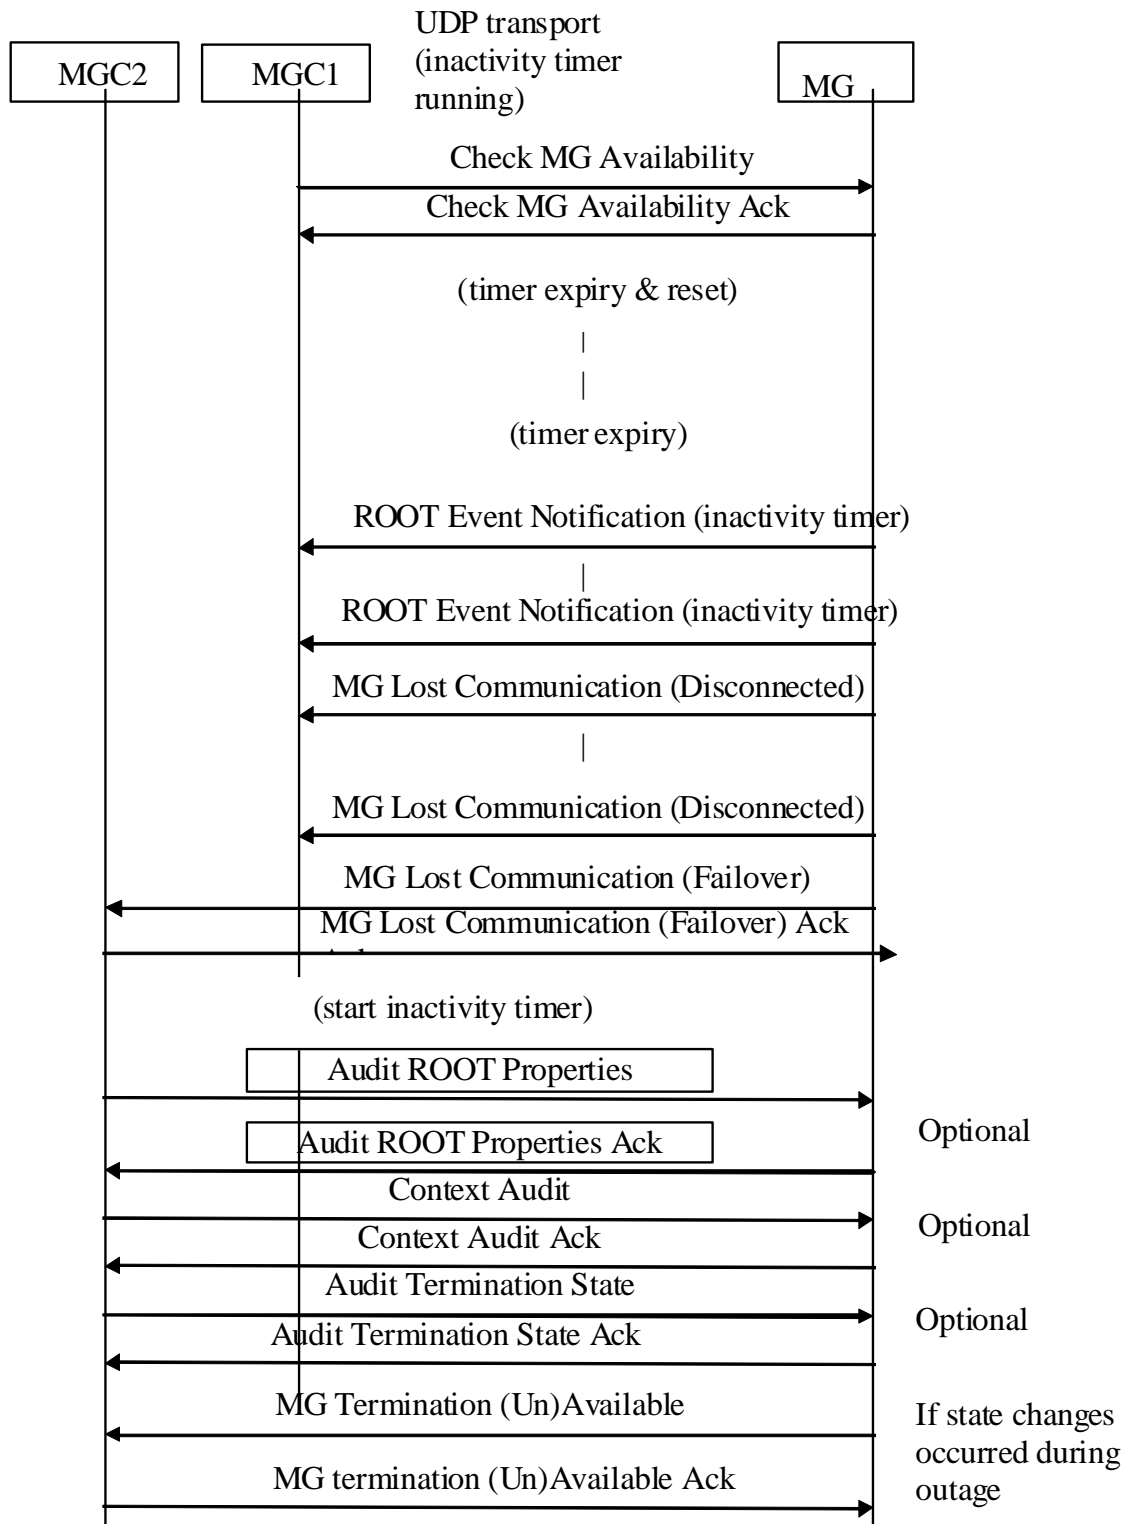 UDP transport
(inactivity timer
running)
MGC2
MGC1
MG
Check MG Availability
Check MG Availability Ack
(timer expiry & reset)
(timer expiry)
ROOT Event Notification (inactivity timer)
ROOT Event Notification (inactivity timer)
MG Lost Communication (Disconnected)
MG Lost Communication (Disconnected)
MG Lost Communication (Failover)
MG Lost Communication (Failover) Ack
(start inactivity timer)
Audit ROOT Properties
Optional
Audit ROOT Properties Ack
Context Audit
Optional
Context Audit Ack
Audit Termination State
Optional
Audit Termination State Ack
MG Termination (Un)Available
If state changes
occurred during
outage
MG termination (Un)Available Ack